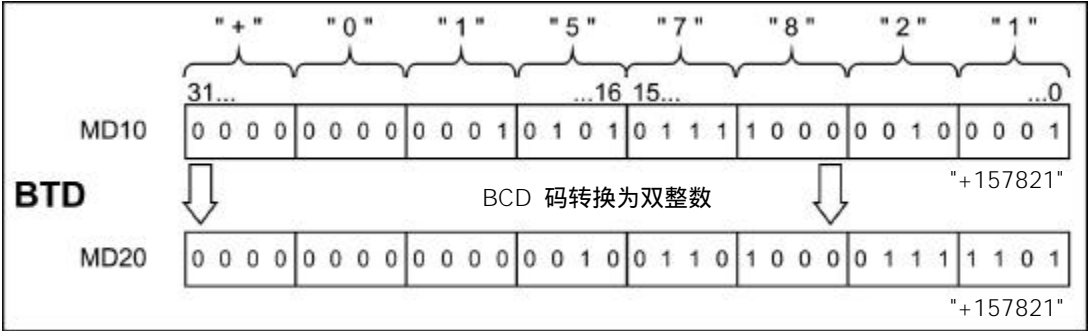 "+" "0" "1" "5" "7" "8" "2" "1"
31... ...16 15... ...0
MD10 0 0 0 0 0 0 0 0 0 0 0 1 0 1 0 1 0 1 1 1 1 0 0 0 0 0 1 0 0 0 0 1
"+157821"
BTD BCD 码转换为双整数
MD20 0 0 0 0 0 0 0 0 0 0 0 0 0 0 1 0 0 1 1 0 1 0 0 0 0 1 1 1 1 1 0 1
"+157821"